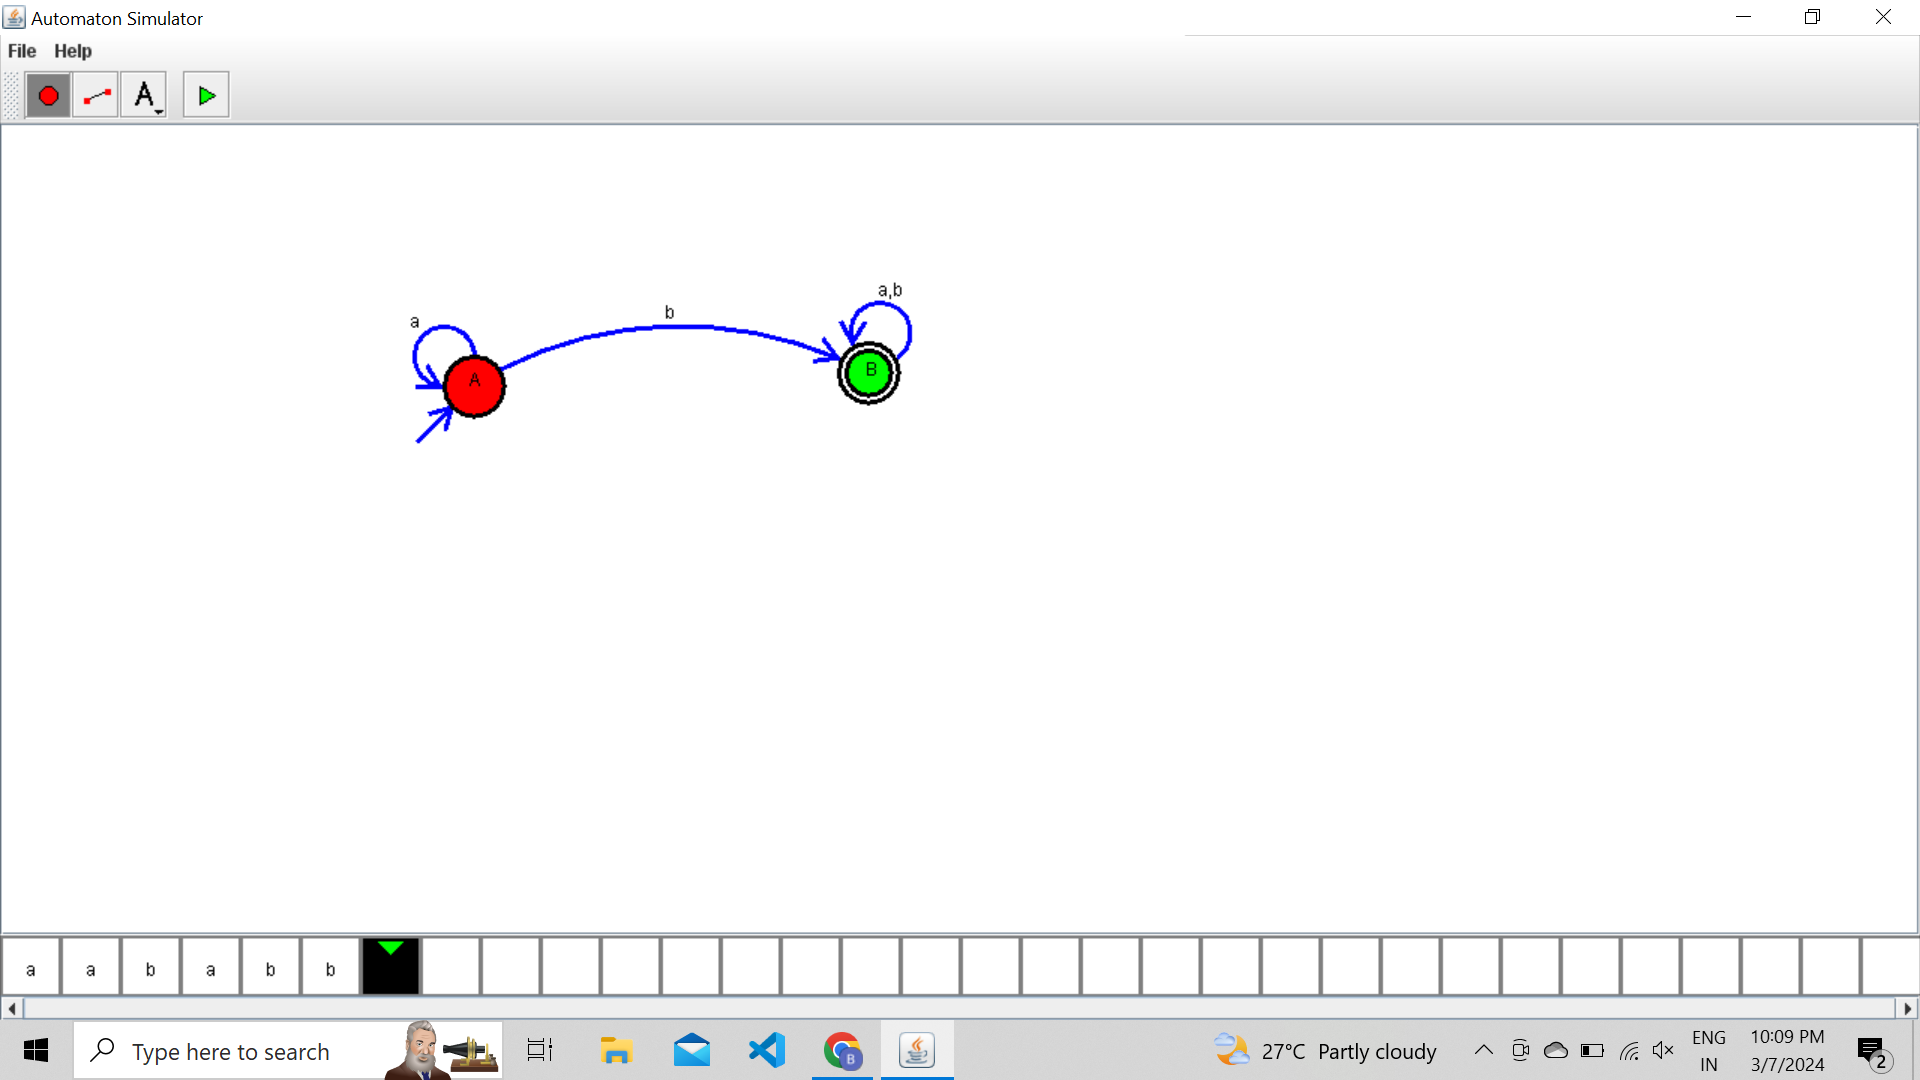 Automaton Simulator
File Help
A
a,b
b
a
B
A
a a b a b b
Type here to search
B
27°C Partly cloudy
ENG
IN
10:09 PM
3/7/2024
2